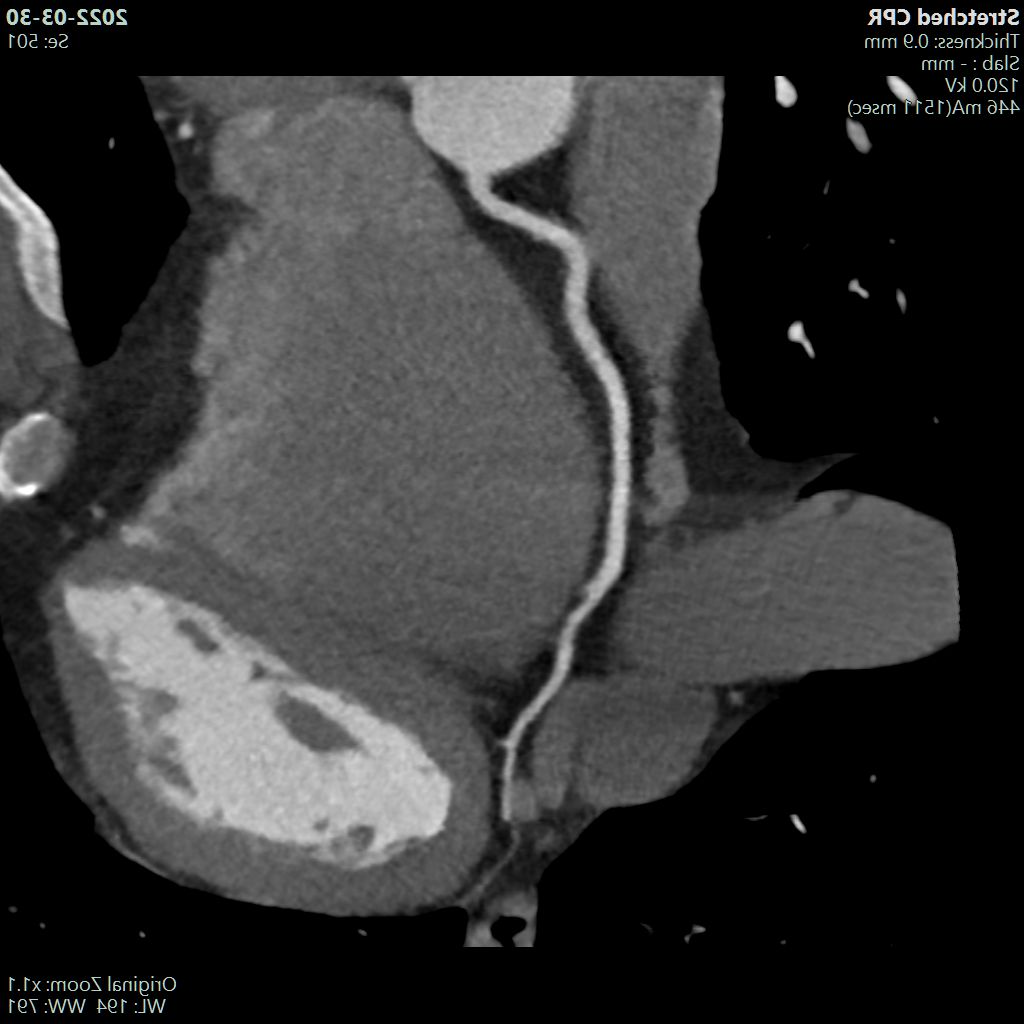 Stretched CPR
Thickness: 0.9 mm
Slab : - mm
120.0 kV
446 mA(1511 msec)
2022-03-30
Se: 501
Original Zoom: x1.1
WL: 194 WW: 791